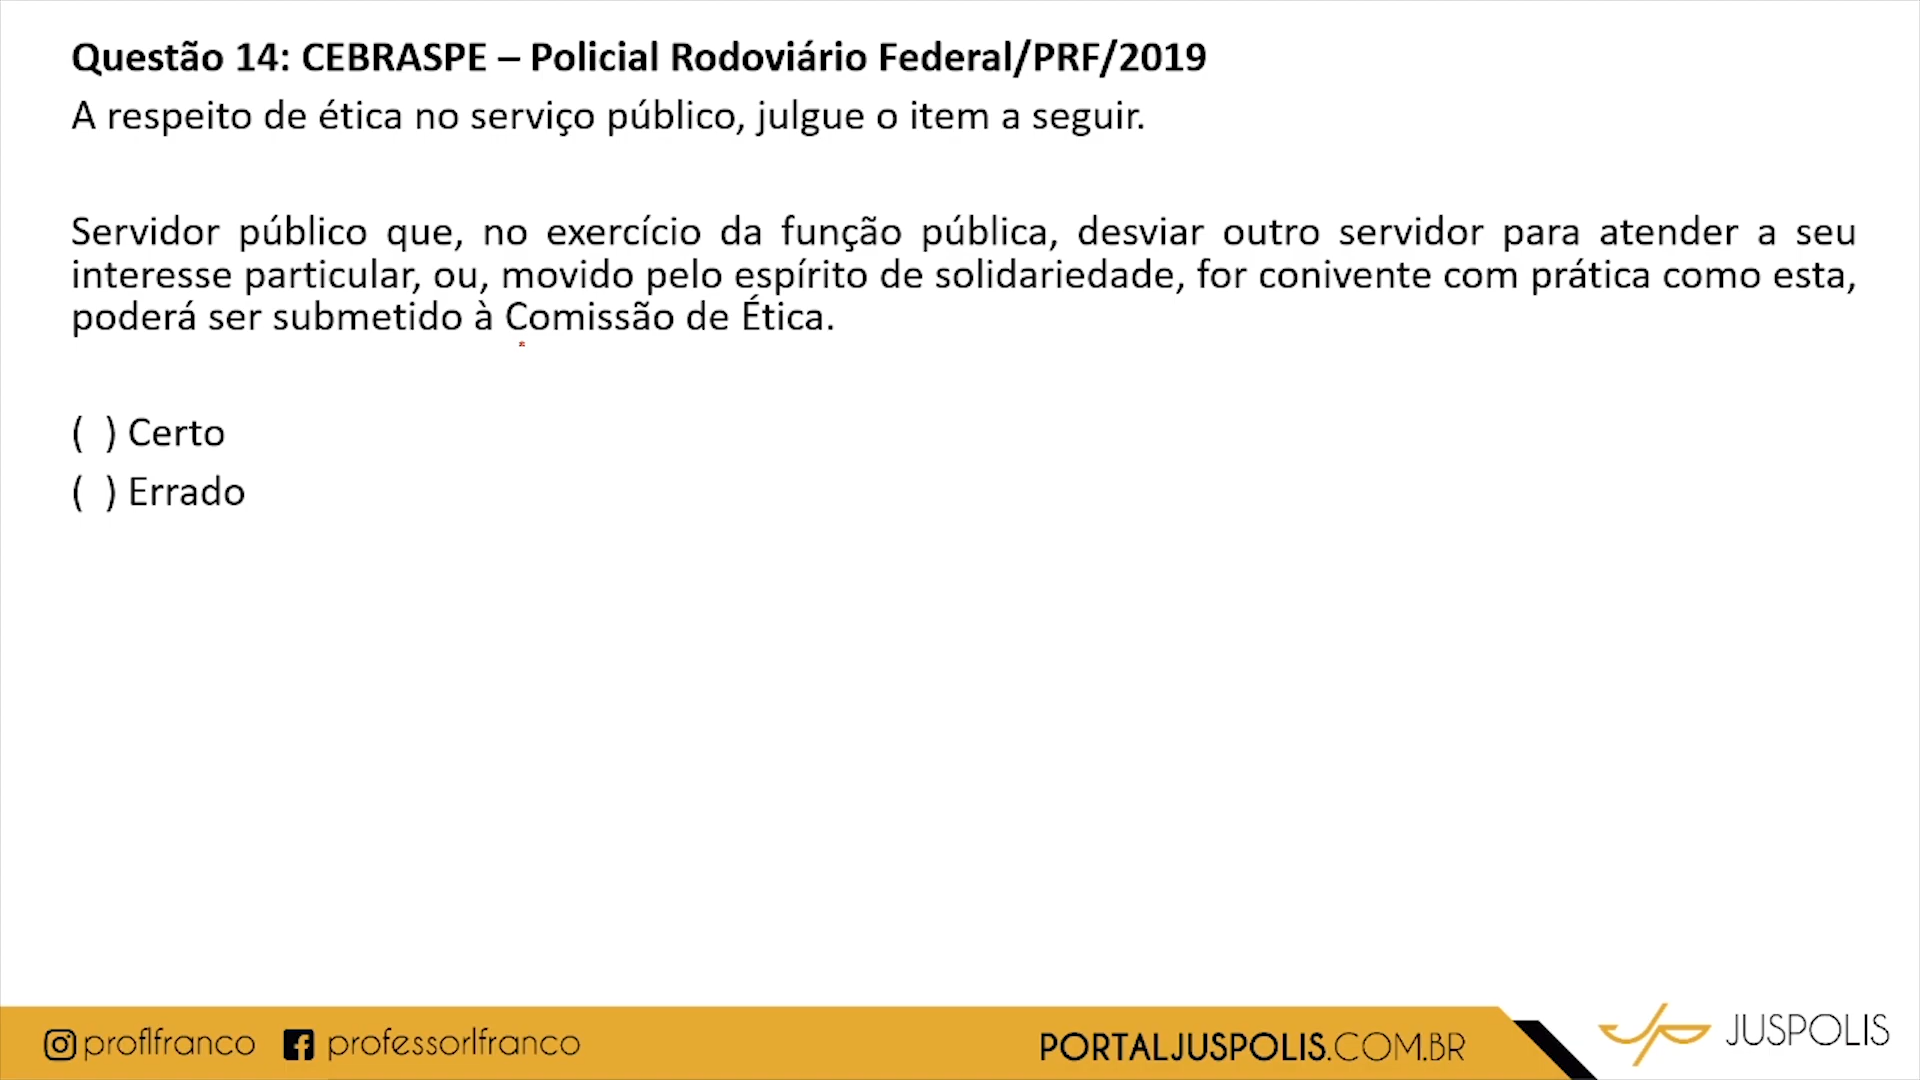 Questão 14: CEBRASPE – Policial Rodoviário Federal/PRF/2019
A respeito de ética no serviço público, julgue o item a seguir.
Servidor público que, no exercício da função pública, desviar outro servidor para atender a seu
interesse particular, ou, movido pelo espírito de solidariedade, for conivente com prática como esta,
poderá ser submetido à Comissão de Ética.
( ) Certo
( ) Errado
proflfranco professorlfranco PORTALJUSPOLIS.COM.BR JUSPOLIS